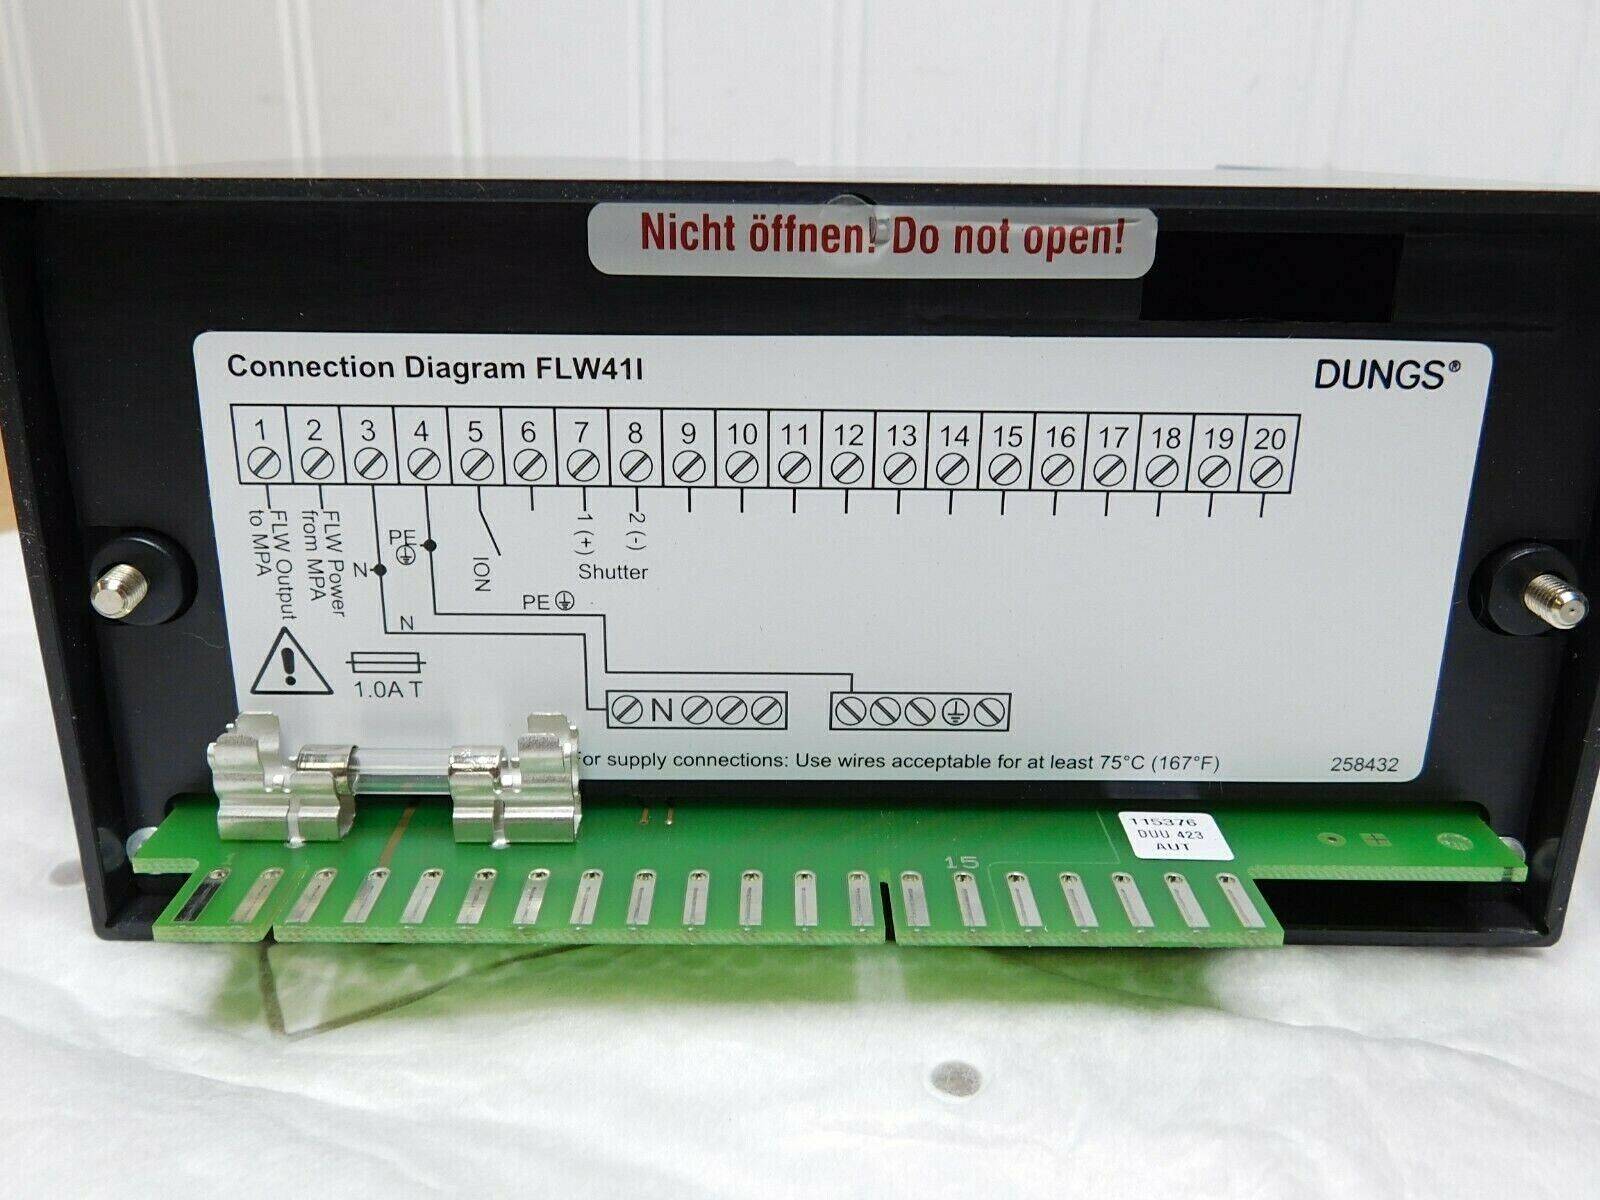 Nicht öffnen! Do not open!
Connection Diagram FLW41I
DUNGS®
1 2 3 4 5 6 7 8 9 10 11 12 13 14 15 16 17 18 19 20
FLW Output
to MPA
FLW Power
from MPA
N
PE
ION
1 (+)
2 (-)
Shutter
PE
N
1.0A T
N
For supply connections: Use wires acceptable for at least 75°C (167°F)
258432
115376
DUU 423
AUT
15